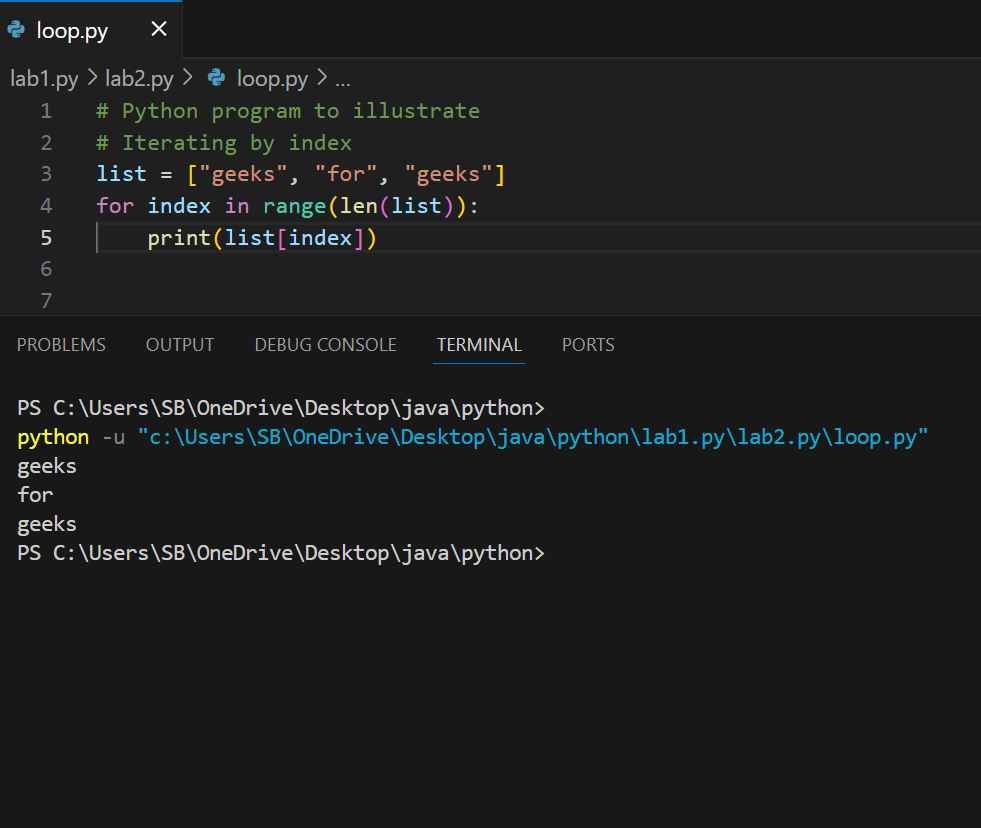 loop.py
lab1.py > lab2.py > loop.py > ...
1 # Python program to illustrate
2 # Iterating by index
3 list = ["geeks", "for", "geeks"]
4 for index in range(len(list)):
5     print(list[index])
6
7
PROBLEMS OUTPUT DEBUG CONSOLE TERMINAL PORTS
PS C:\Users\SB\OneDrive\Desktop\java\python>
python -u "c:\Users\SB\OneDrive\Desktop\java\python\lab1.py\lab2.py\loop.py"
geeks
for
geeks
PS C:\Users\SB\OneDrive\Desktop\java\python>